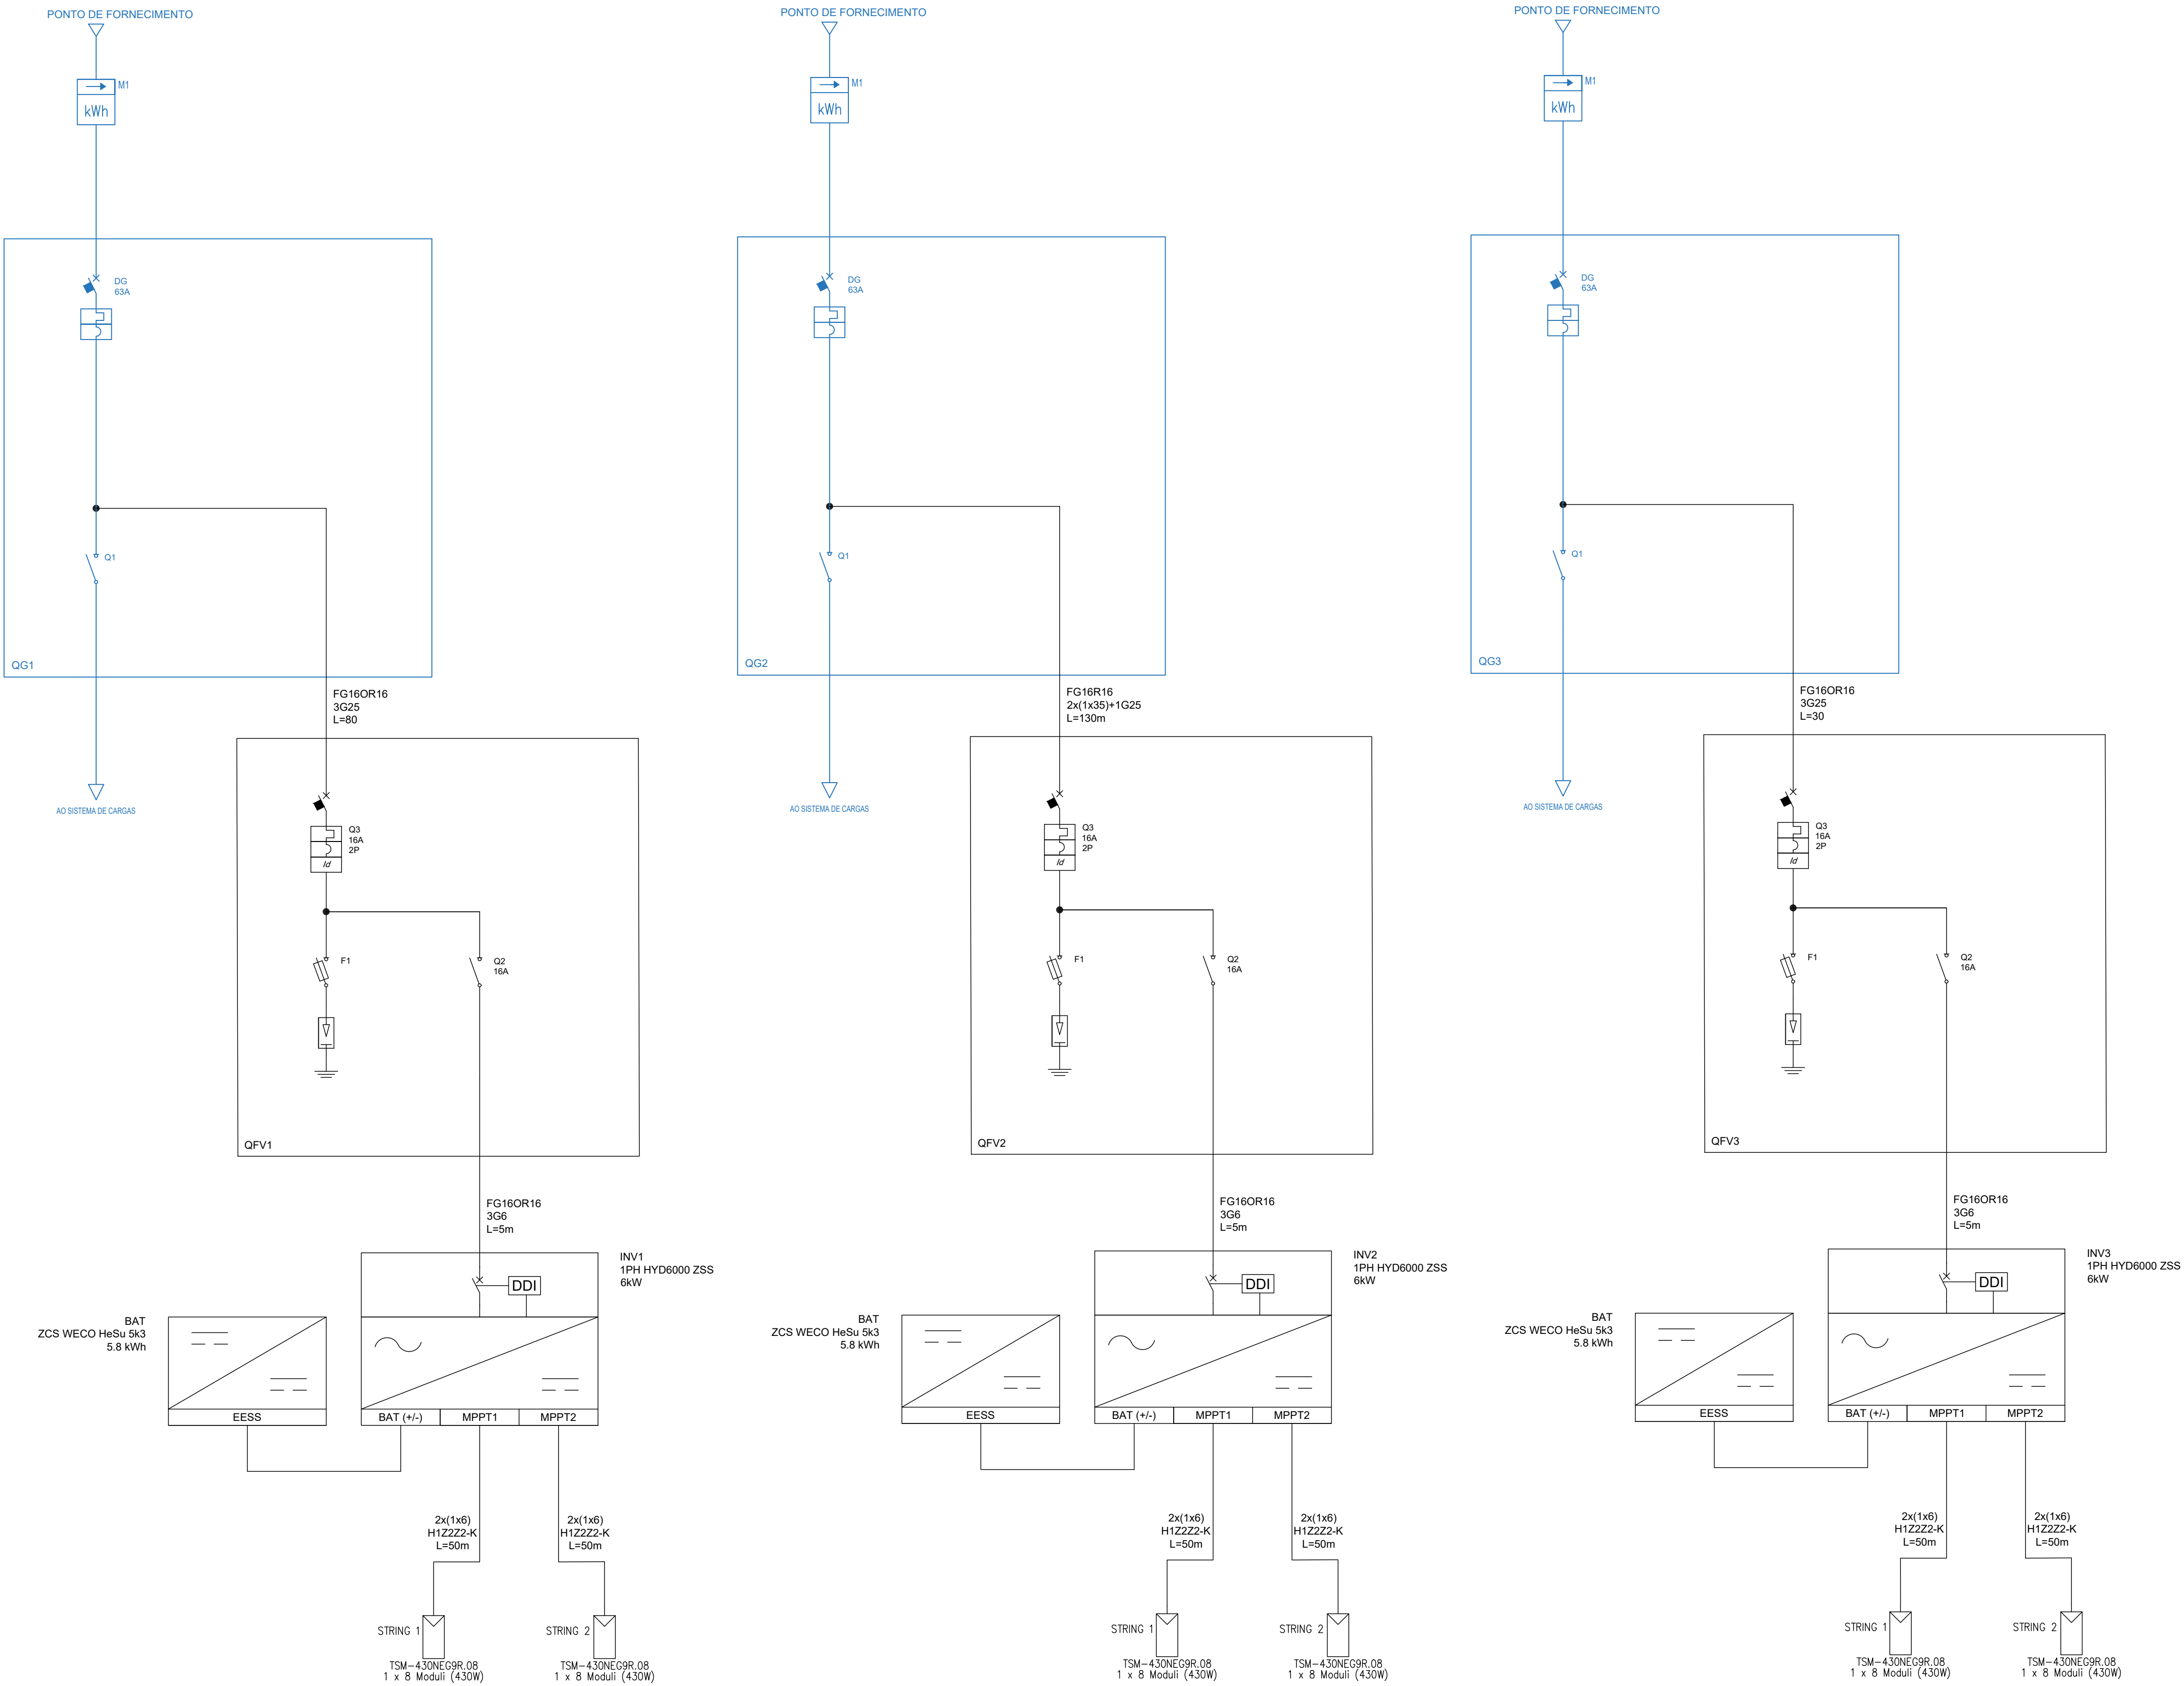 PONTO DE FORNECIMENTO
M1
kWh
DG
63A
Q1
QG1
FG16OR16
3G25
L=80
AO SISTEMA DE CARGAS
Q3
16A
2P
Id
F1
Q2
16A
QFV1
FG16OR16
3G6
L=5m
INV1
1PH HYD6000 ZSS
6kW
DDI
BAT
ZCS WECO HeSu 5k3
5.8 kWh
EESS
BAT (+/-)
MPPT1
MPPT2
2x(1x6)
H1Z2Z2-K
L=50m
2x(1x6)
H1Z2Z2-K
L=50m
STRING 1
TSM-430NEG9R.08
1 x 8 Moduli (430W)
STRING 2
TSM-430NEG9R.08
1 x 8 Moduli (430W)
PONTO DE FORNECIMENTO
M1
kWh
DG
63A
Q1
QG2
FG16R16
2x(1x35)+1G25
L=130m
AO SISTEMA DE CARGAS
Q3
16A
2P
Id
F1
Q2
16A
QFV2
FG16OR16
3G6
L=5m
INV2
1PH HYD6000 ZSS
6kW
DDI
BAT
ZCS WECO HeSu 5k3
5.8 kWh
EESS
BAT (+/-)
MPPT1
MPPT2
2x(1x6)
H1Z2Z2-K
L=50m
2x(1x6)
H1Z2Z2-K
L=50m
STRING 1
TSM-430NEG9R.08
1 x 8 Moduli (430W)
STRING 2
TSM-430NEG9R.08
1 x 8 Moduli (430W)
PONTO DE FORNECIMENTO
M1
kWh
DG
63A
Q1
QG3
FG16OR16
3G25
L=30
AO SISTEMA DE CARGAS
Q3
16A
2P
Id
F1
Q2
16A
QFV3
FG16OR16
3G6
L=5m
INV3
1PH HYD6000 ZSS
6kW
DDI
BAT
ZCS WECO HeSu 5k3
5.8 kWh
EESS
BAT (+/-)
MPPT1
MPPT2
2x(1x6)
H1Z2Z2-K
L=50m
2x(1x6)
H1Z2Z2-K
L=50m
STRING 1
TSM-430NEG9R.08
1 x 8 Moduli (430W)
STRING 2
TSM-430NEG9R.08
1 x 8 Moduli (430W)